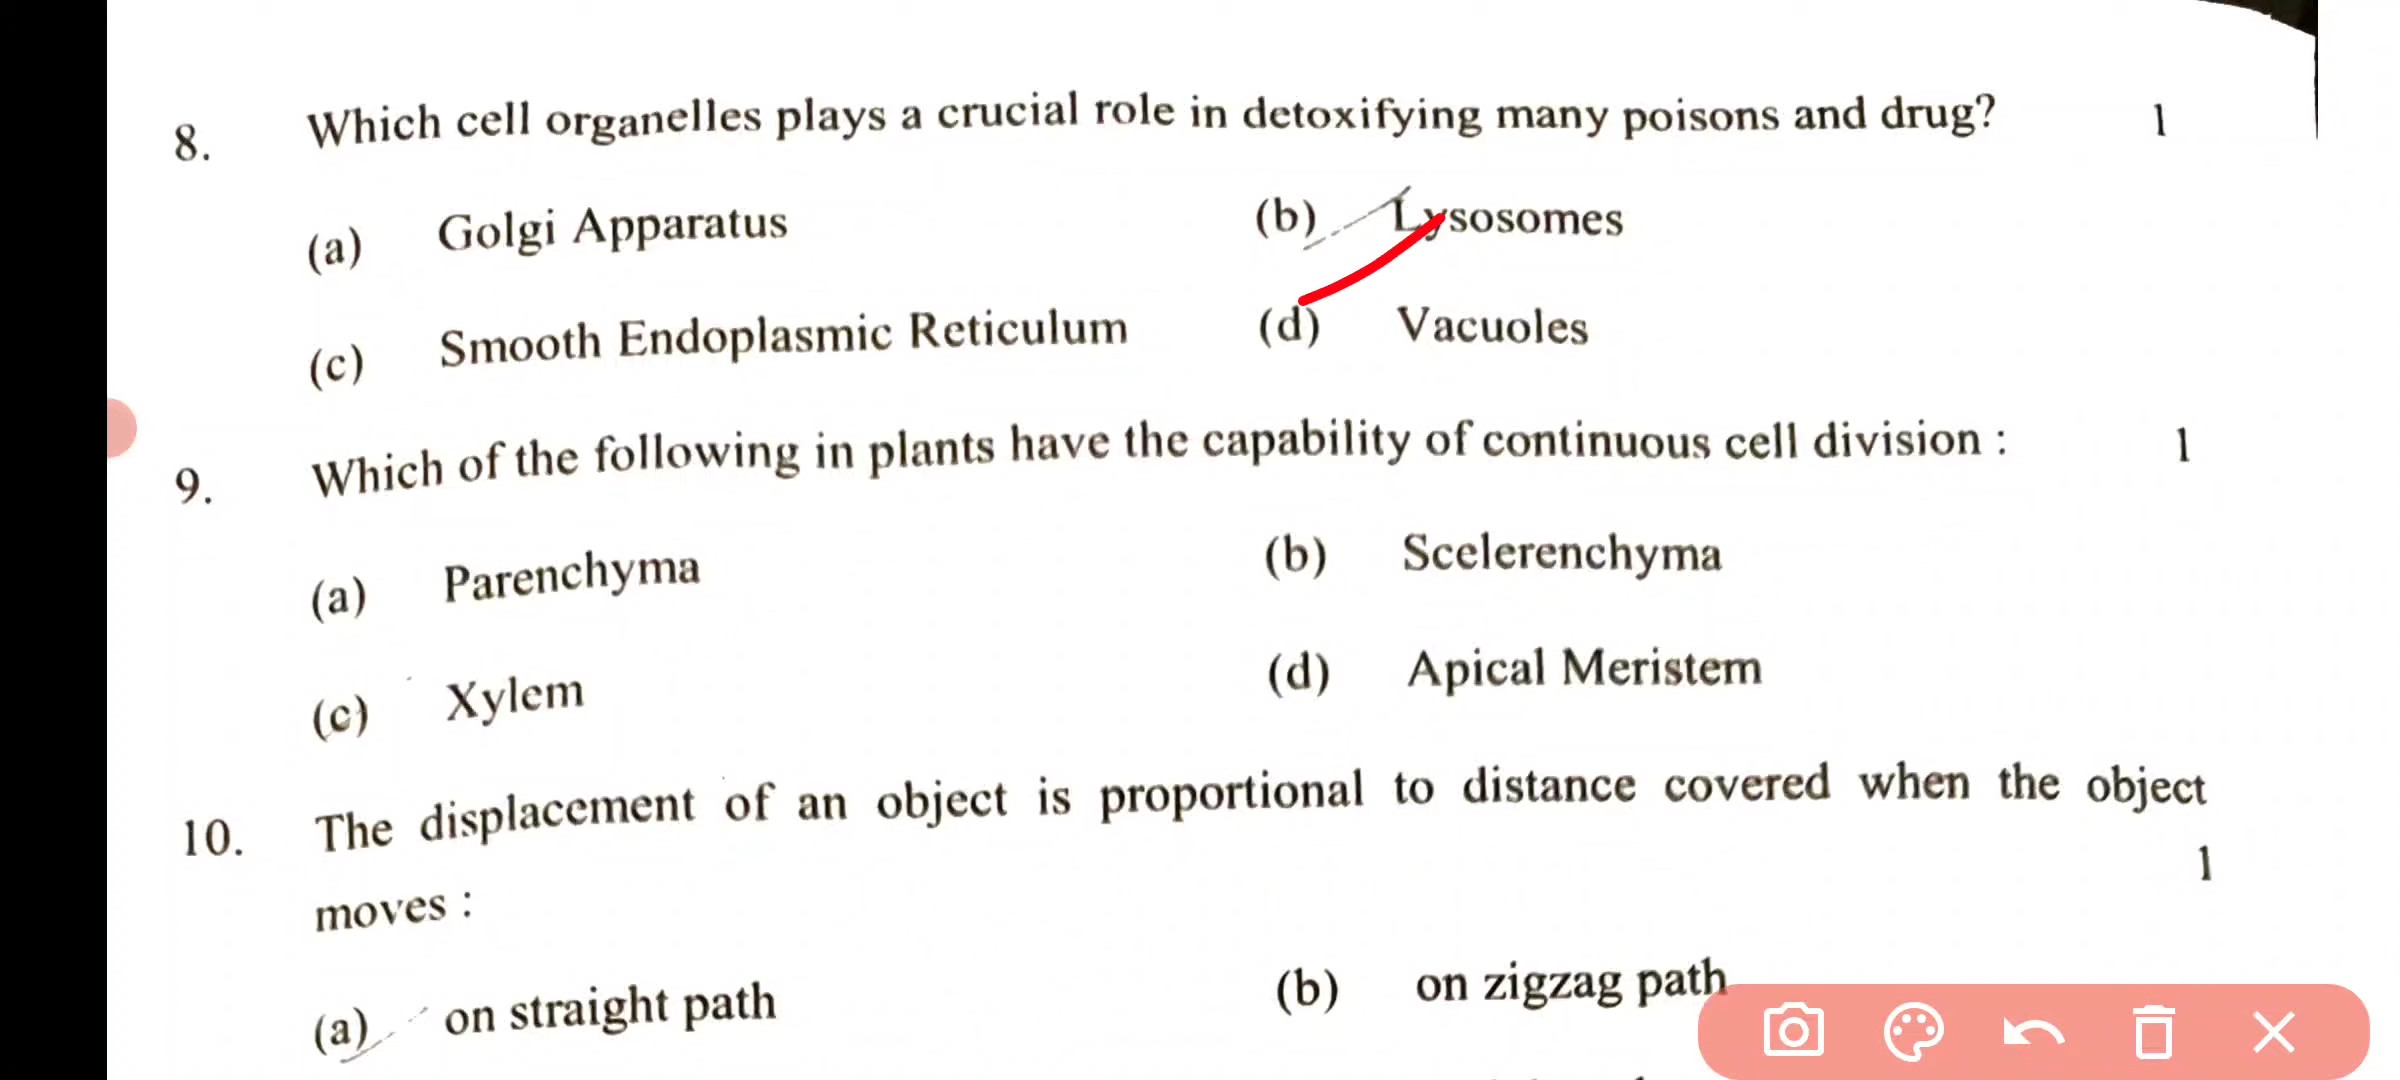 8. Which cell organelles plays a crucial role in detoxifying many poisons and drug? 1
(a) Golgi Apparatus (b) Lysosomes
(c) Smooth Endoplasmic Reticulum (d) Vacuoles
9. Which of the following in plants have the capability of continuous cell division : 1
(a) Parenchyma (b) Scelerenchyma
(c) Xylem (d) Apical Meristem
10. The displacement of an object is proportional to distance covered when the object
moves : 1
(a) on straight path (b) on zigzag path